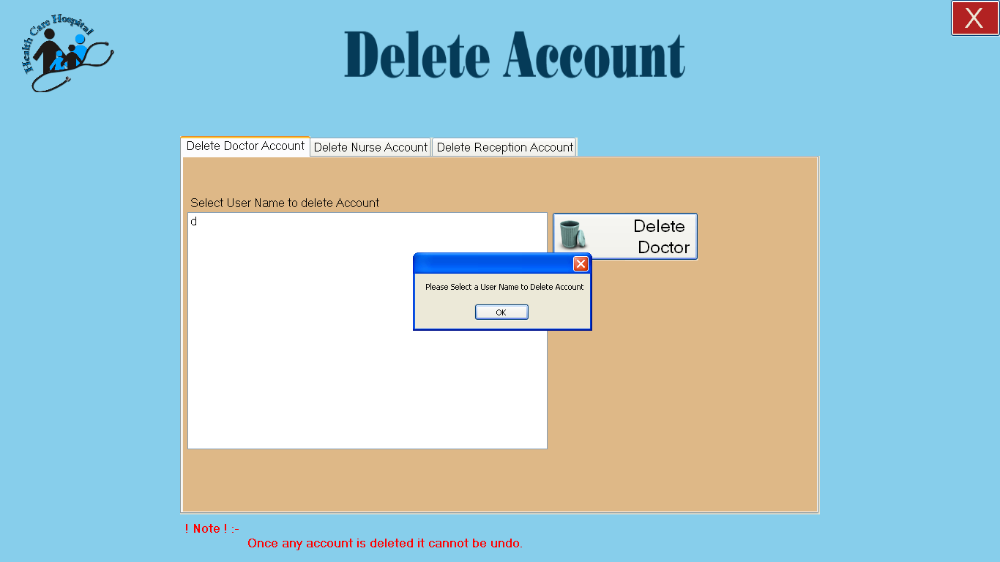 Health Care Hospital
X
Delete Account
Delete Doctor Account
Delete Nurse Account
Delete Reception Account
Select User Name to delete Account
d
Delete
Doctor
Please Select a User Name to Delete Account
OK
! Note ! :-
Once any account is deleted it cannot be undo.